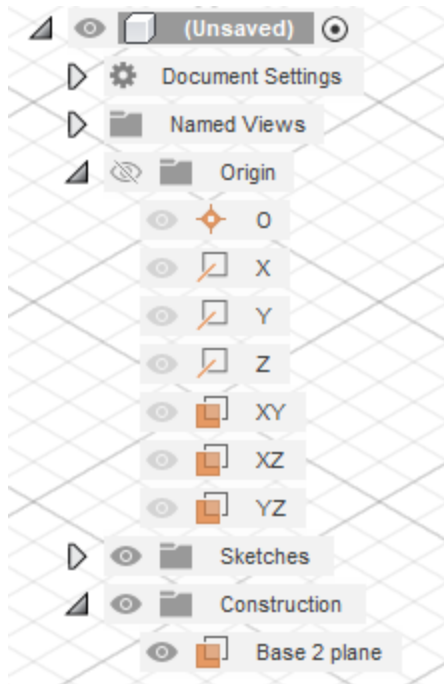 (Unsaved)
Document Settings
Named Views
Origin
O
X
Y
Z
XY
XZ
YZ
Sketches
Construction
Base 2 plane